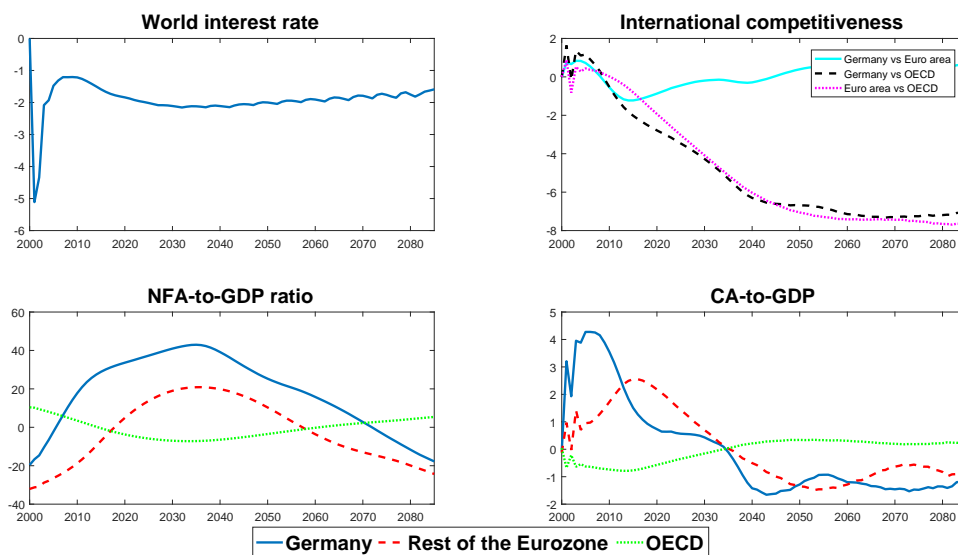 World interest rate
0
-1
-2
-3
-4
-5
-6
2000 2010 2020 2030 2040 2050 2060 2070 2080
International competitiveness
2
0
-2
-4
-6
-8
2000 2010 2020 2030 2040 2050 2060 2070 2080
Germany vs Euro area
Germany vs OECD
Euro area vs OECD
NFA-to-GDP ratio
60
40
20
0
-20
-40
2000 2010 2020 2030 2040 2050 2060 2070 2080
CA-to-GDP
5
4
3
2
1
0
-1
-2
2000 2010 2020 2030 2040 2050 2060 2070 2080
Germany Rest of the Eurozone OECD